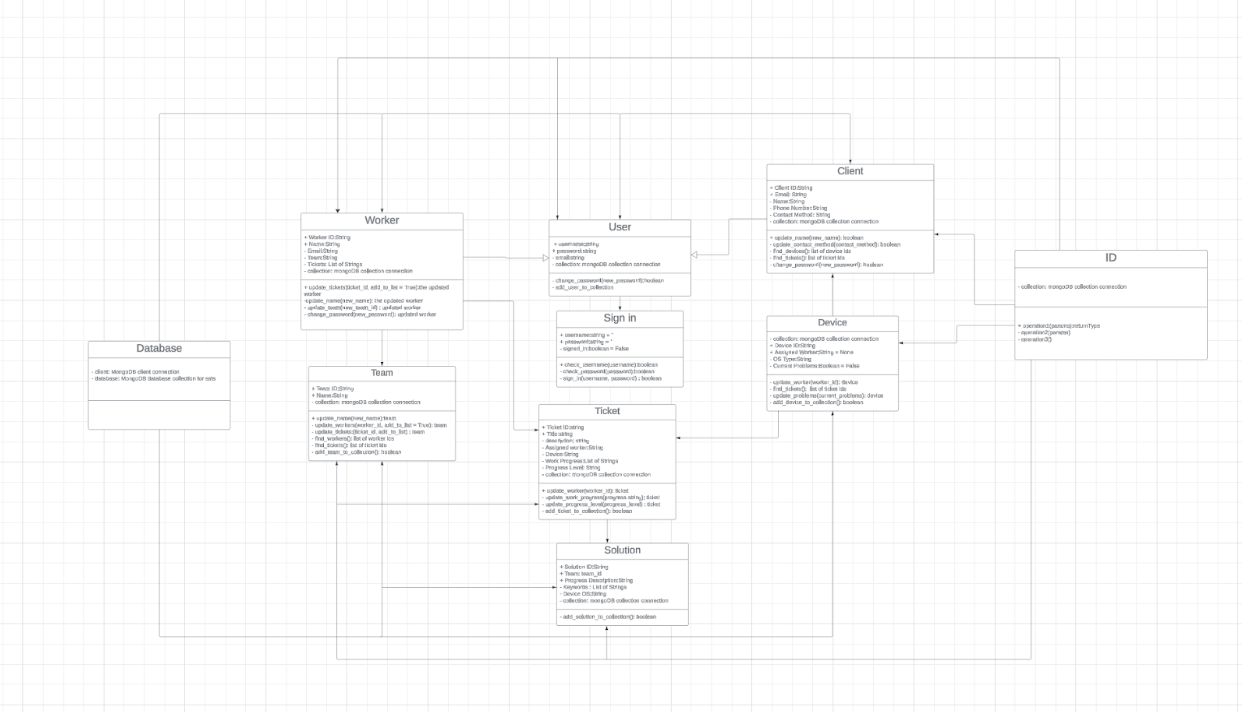 Client
+ Client ID:String
+ Email: String
- Name:String
- Phone Number:String
- Contact Method: String
- collection: mongoDB collection connection
+ update_name(new_name): boolean
- update_contact_method(contact_method): boolean
- find_devices(): list of device ids
- find_tickets(): list of ticket ids
- change_password(new_password):boolean
Worker
+ Worker ID:String
+ Name:String
- Email:String
- Team:String
- Tickets: List of Strings
- collection: mongoDB collection connection
+ update_tickets(ticket_id, add_to_list = True):the updated
worker
-update_name(new_name): the updated worker
- update_team(new_team_id) : updated worker
- change_password(new_password): updated worker
User
+ username:string
+ password:string
- email:string
- collection: mongoDB collection connection
- change_password(new_password):boolean
- add_user_to_collection
ID
- collection: mongoDB collection connection
+ operation1(params):returnType
- operation2(params)
- operation3()
Sign in
+ username:string = ''
+ password:string = ''
- signed_in:boolean = False
+ check_username(username):boolean
- check_password(password):boolean
- sign_in(username, password) : boolean
Device
- collection: mongoDB collection connection
+ Device ID:String
+ Assigned Worker:String = None
- OS Type:String
- Current Problems:Boolean = False
- update_worker(worker_id): device
- find_tickets(): list of ticket ids
- update_problems(current_problems): device
- add_device_to_collection(): boolean
Database
- client: MongoDB client connection
- database: MongoDB database collection for
Team
+ Team ID:String
+ Name:String
- collection: mongoDB collection connection
+ update_name(new_name):team
- update_workers(worker_id, add_to_list = True): team
- update_tickets(ticket_id, add_to_list) : team
- find_workers(): list of worker ids
- find_tickets(): list of ticket ids
- add_team_to_collection(): boolean
Ticket
+ Ticket ID:string
+ Title:string
- description: string
- Assigned worker:String
- Device:String
- Work Progress:List of Strings
- Progress Level: String
- collection: mongoDB collection connection
+ update_worker(worker_id): ticket
- update_work_progress(progress string): ticket
- update_progress_level(progress_level) : ticket
- add_ticket_to_collection(): boolean
Solution
+ Solution ID:String
+ Team: team_id
+ Progress Description:String
- Keywords : List of Strings
- Device OS:String
- collection: mongoDB collection connection
- add_solution_to_collection(): boolean